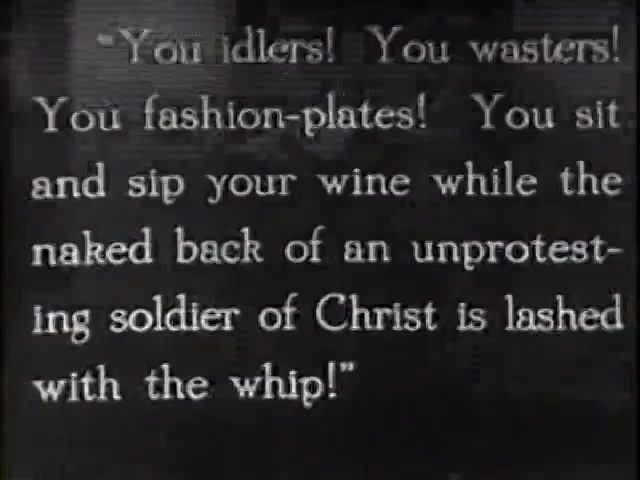 "You idlers! You wasters!
You fashion-plates! You sit
and sip your wine while the
naked back of an unprotest-
ing soldier of Christ is lashed
with the whip!"